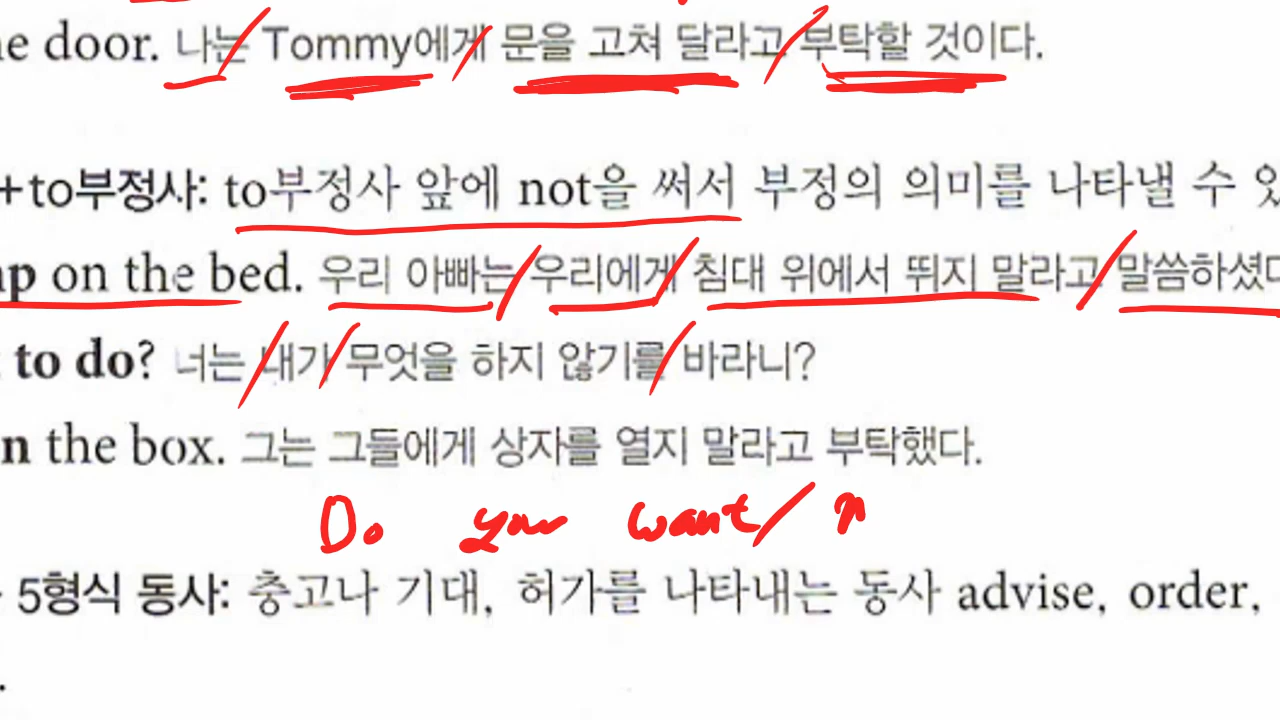 he door. 나는 Tommy에게 문을 고쳐 달라고 부탁할 것이다.
+to부정사: to부정사 앞에 not을 써서 부정의 의미를 나타낼 수 있
p on the bed. 우리 아빠는 우리에게 침대 위에서 뛰지 말라고 말씀하셨다
to do? 너는 내가 무엇을 하지 않기를 바라니?
n the box. 그는 그들에게 상자를 열지 말라고 부탁했다.
Do you want / m
5형식 동사: 충고나 기대, 허가를 나타내는 동사 advise, order,
.